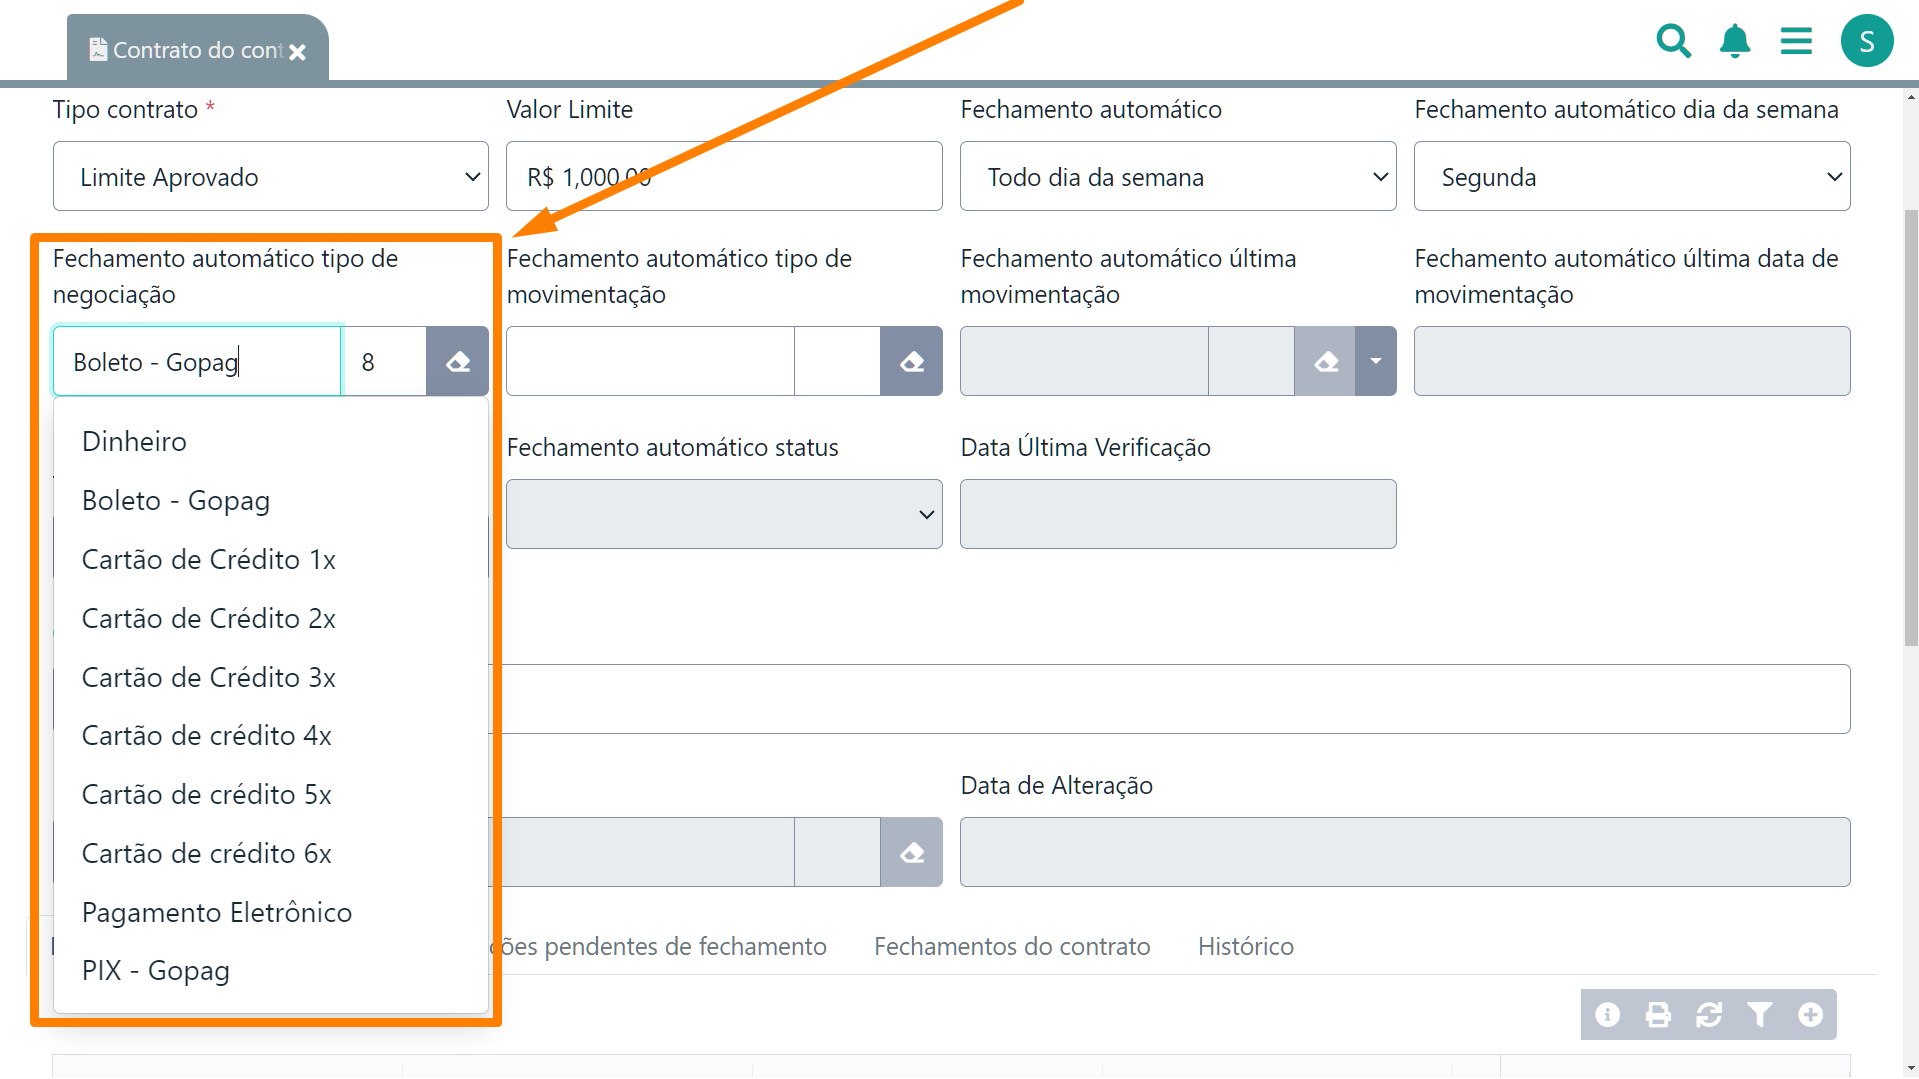 Contrato do cont
S
Tipo contrato *
Valor Limite
Fechamento automático
Fechamento automático dia da semana
Limite Aprovado
R$ 1,000.00
Todo dia da semana
Segunda
Fechamento automático tipo de
negociação
Fechamento automático tipo de
movimentação
Fechamento automático última
movimentação
Fechamento automático última data de
movimentação
Boleto - Gopag
8
Dinheiro
Boleto - Gopag
Cartão de Crédito 1x
Cartão de Crédito 2x
Cartão de Crédito 3x
Cartão de crédito 4x
Cartão de crédito 5x
Cartão de crédito 6x
Pagamento Eletrônico
PIX - Gopag
Fechamento automático status
Data Última Verificação
Data de Alteração
ções pendentes de fechamento
Fechamentos do contrato
Histórico